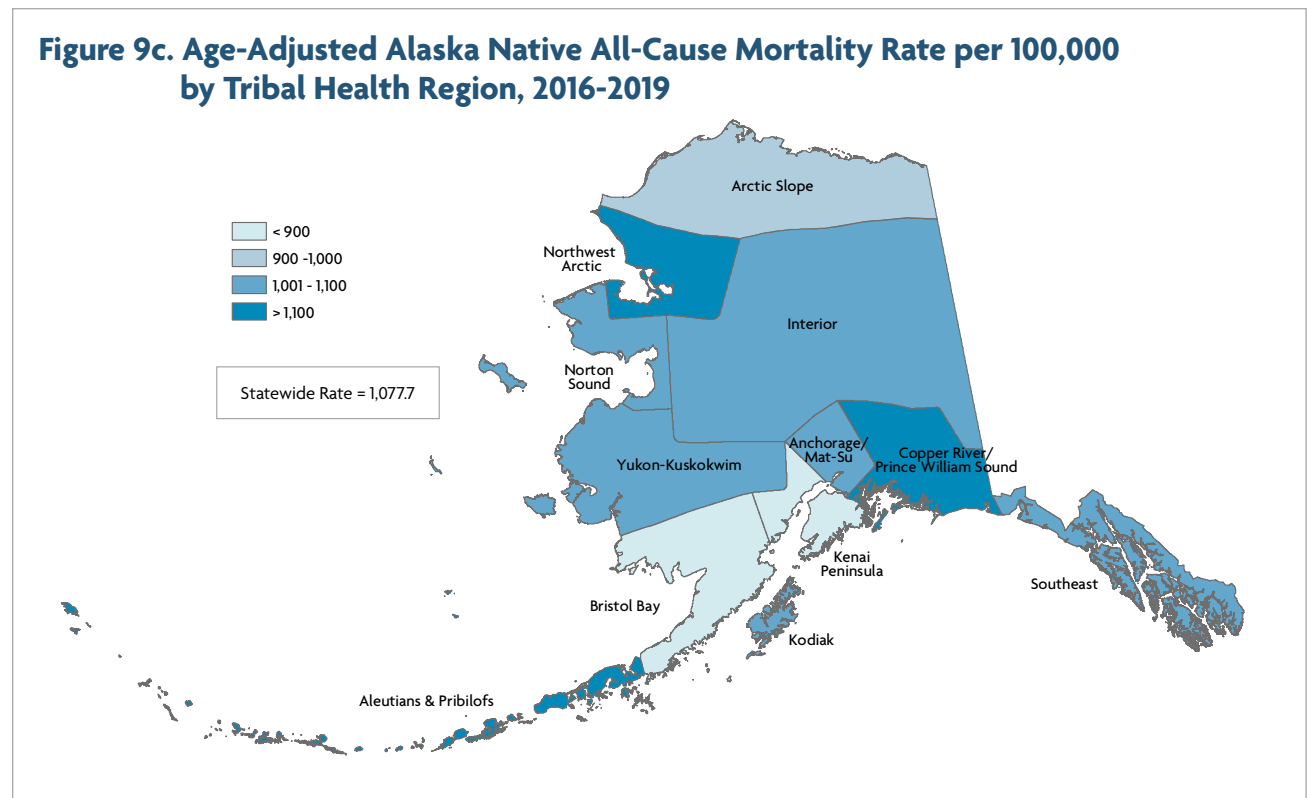 Figure 9c. Age-Adjusted Alaska Native All-Cause Mortality Rate per 100,000
by Tribal Health Region, 2016-2019
< 900
900 -1,000
1,001 - 1,100
> 1,100
Statewide Rate = 1,077.7
Arctic Slope
Northwest
Arctic
Interior
Norton
Sound
Yukon-Kuskokwim
Anchorage/
Mat-Su
Copper River/
Prince William Sound
Kenai
Peninsula
Southeast
Bristol Bay
Kodiak
Aleutians & Pribilofs